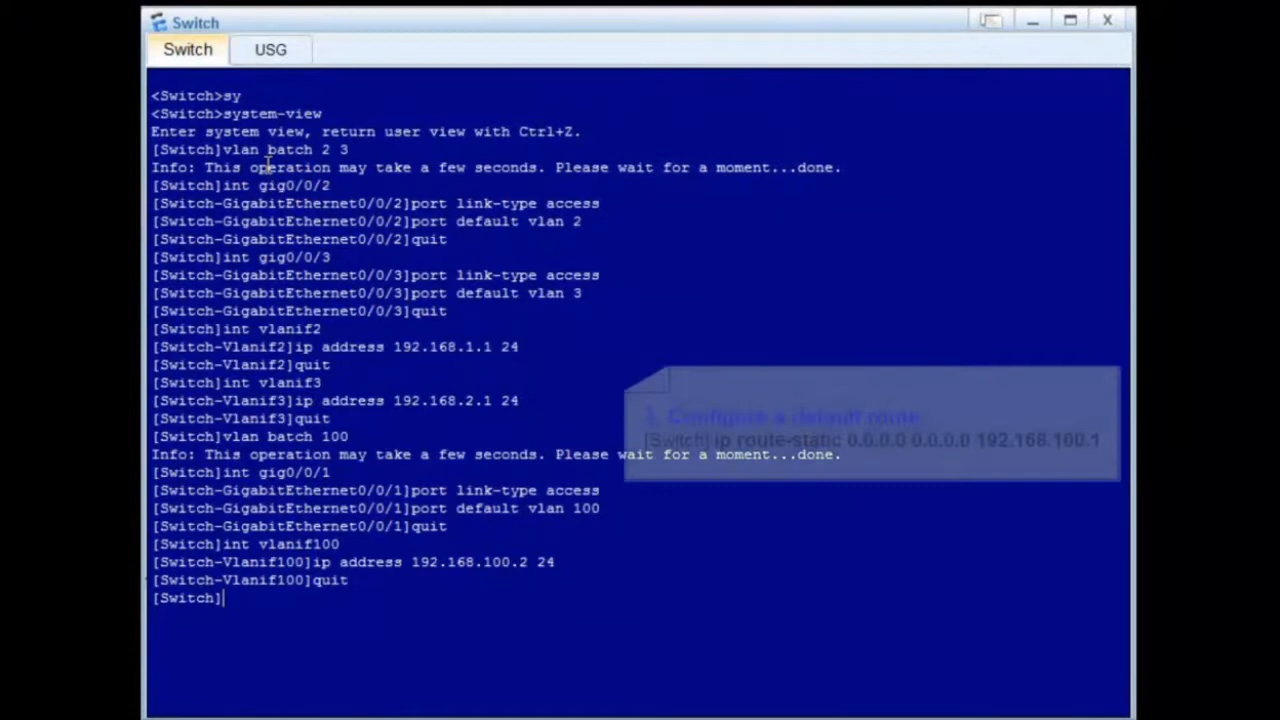 Switch
Switch USG
<Switch>sy
<Switch>system-view
Enter system view, return user view with Ctrl+Z.
[Switch]vlan batch 2 3
Info: This operation may take a few seconds. Please wait for a moment...done.
[Switch]int gig0/0/2
[Switch-GigabitEthernet0/0/2]port link-type access
[Switch-GigabitEthernet0/0/2]port default vlan 2
[Switch-GigabitEthernet0/0/2]quit
[Switch]int gig0/0/3
[Switch-GigabitEthernet0/0/3]port link-type access
[Switch-GigabitEthernet0/0/3]port default vlan 3
[Switch-GigabitEthernet0/0/3]quit
[Switch]int vlanif2
[Switch-Vlanif2]ip address 192.168.1.1 24
[Switch-Vlanif2]quit
[Switch]int vlanif3
[Switch-Vlanif3]ip address 192.168.2.1 24
[Switch-Vlanif3]quit
[Switch]vlan batch 100
Info: This operation may take a few seconds. Please wait for a moment...done.
[Switch]int gig0/0/1
[Switch-GigabitEthernet0/0/1]port link-type access
[Switch-GigabitEthernet0/0/1]port default vlan 100
[Switch-GigabitEthernet0/0/1]quit
[Switch]int vlanif100
[Switch-Vlanif100]ip address 192.168.100.2 24
[Switch-Vlanif100]quit
[Switch]
Configure a default route
[Switch] ip route-static 0.0.0.0 0.0.0.0 192.168.100.1